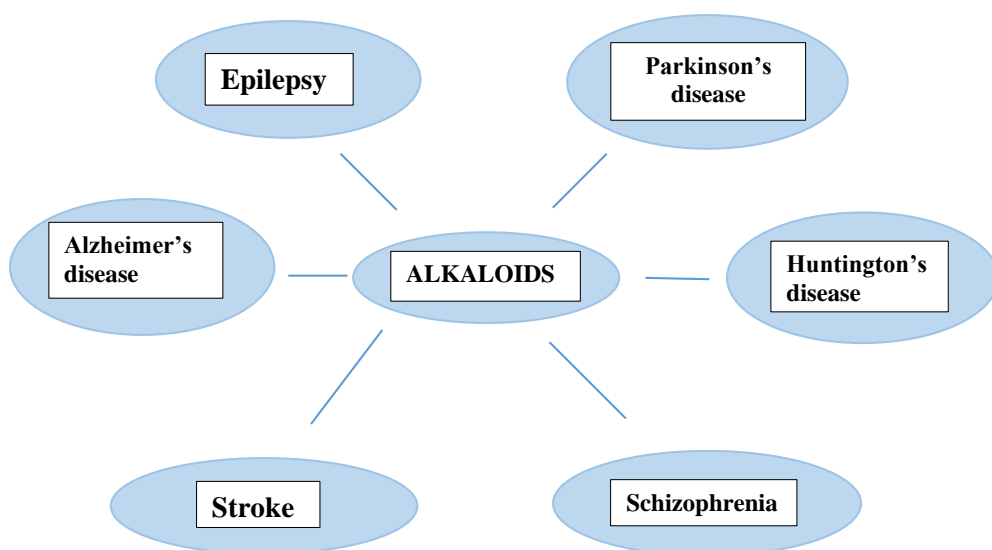 Epilepsy
Parkinson’s
disease
Alzheimer’s
disease
ALKALOIDS
Huntington’s
disease
Stroke
Schizophrenia